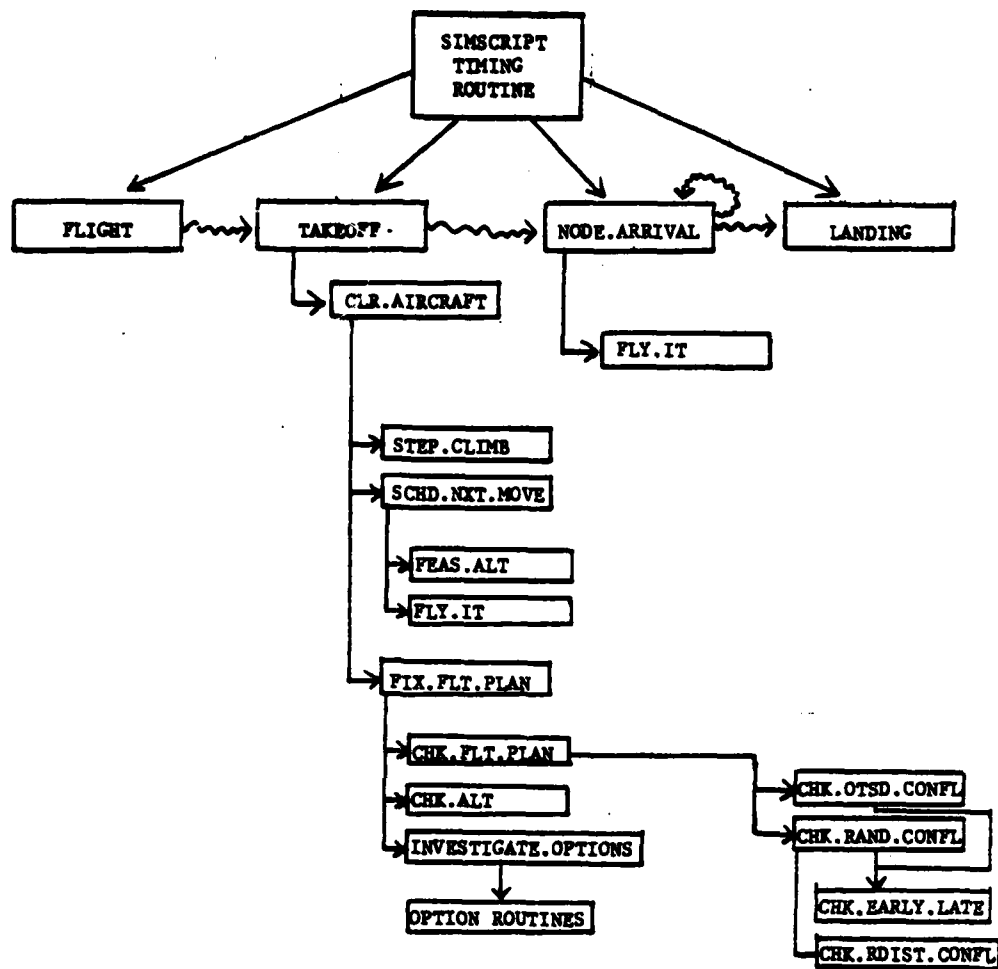 SIMSCRIPT
TIMING
ROUTINE
FLIGHT
TAKEOFF
NODE.ARRIVAL
LANDING
CLR.AIRCRAFT
FLY.IT
STEP.CLIMB
SCHD.NXT.MOVE
FEAS.ALT
FLY.IT
FIX.FLT.PLAN
CHK.FLT.PLAN
CHK.OTSD.CONFL
CHK.ALT
CHK.RAND.CONFL
INVESTIGATE.OPTIONS
CHK.EARLY.LATE
OPTION ROUTINES
CHK.RDIST.CONFL